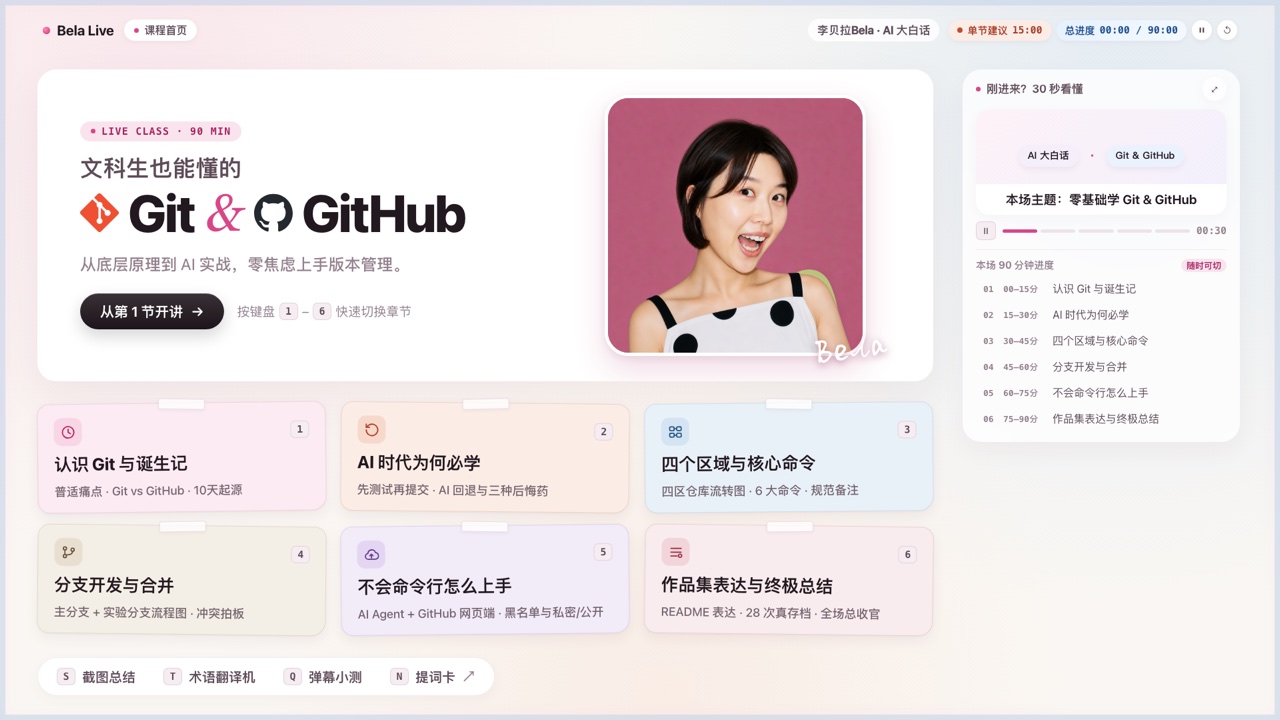 Bela Live
课程首页
李贝拉Bela · AI 大白话
单节建议 15:00
总进度 00:00 / 90:00
LIVE CLASS · 90 MIN
文科生也能懂的
Git & GitHub
从底层原理到 AI 实战，零焦虑上手版本管理。
从第 1 节开讲 →
按键盘 1 – 6 快速切换章节
Bela
刚进来？30 秒看懂
AI 大白话 · Git & GitHub
本场主题：零基础学 Git & GitHub
00:30
本场 90 分钟进度
随时可切
01 00–15分 认识 Git 与诞生记
02 15–30分 AI 时代为何必学
03 30–45分 四个区域与核心命令
04 45–60分 分支开发与合并
05 60–75分 不会命令行怎么上手
06 75–90分 作品集表达与终极总结
1
认识 Git 与诞生记
普适痛点 · Git vs GitHub · 10天起源
2
AI 时代为何必学
先测试再提交 · AI 回退与三种后悔药
3
四个区域与核心命令
四区仓库流转图 · 6 大命令 · 规范备注
4
分支开发与合并
主分支 + 实验分支流程图 · 冲突拍板
5
不会命令行怎么上手
AI Agent + GitHub 网页端 · 黑名单与私密/公开
6
作品集表达与终极总结
README 表达 · 28 次真存档 · 全场总收官
S 截图总结
T 术语翻译机
Q 弹幕小测
N 提词卡 ↗